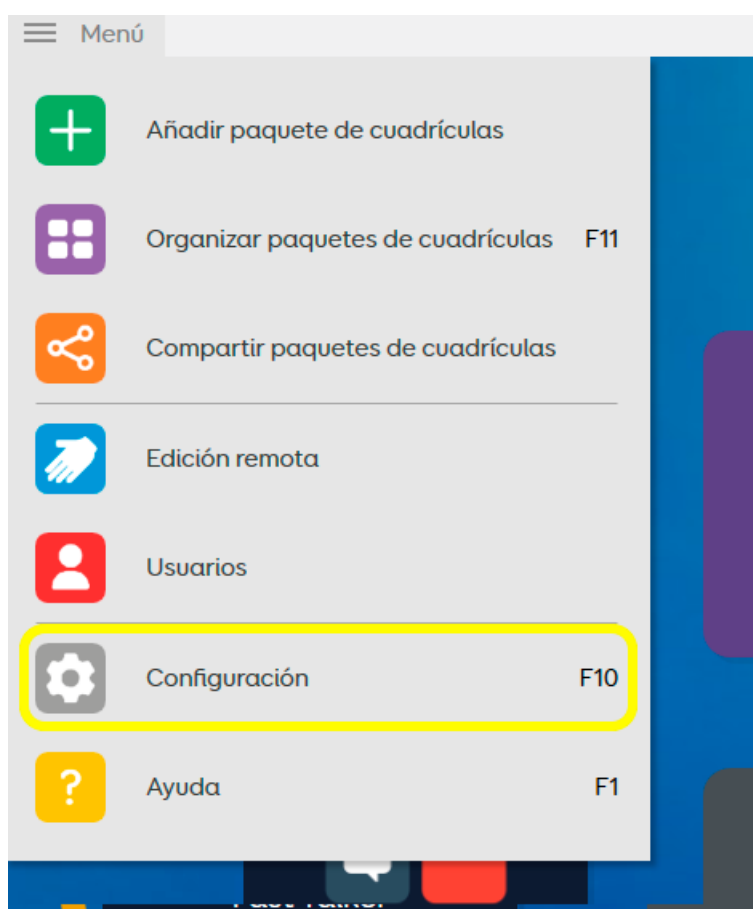 Menú
Añadir paquete de cuadrículas
Organizar paquetes de cuadrículas F11
Compartir paquetes de cuadrículas
Edición remota
Usuarios
Configuración F10
? Ayuda F1